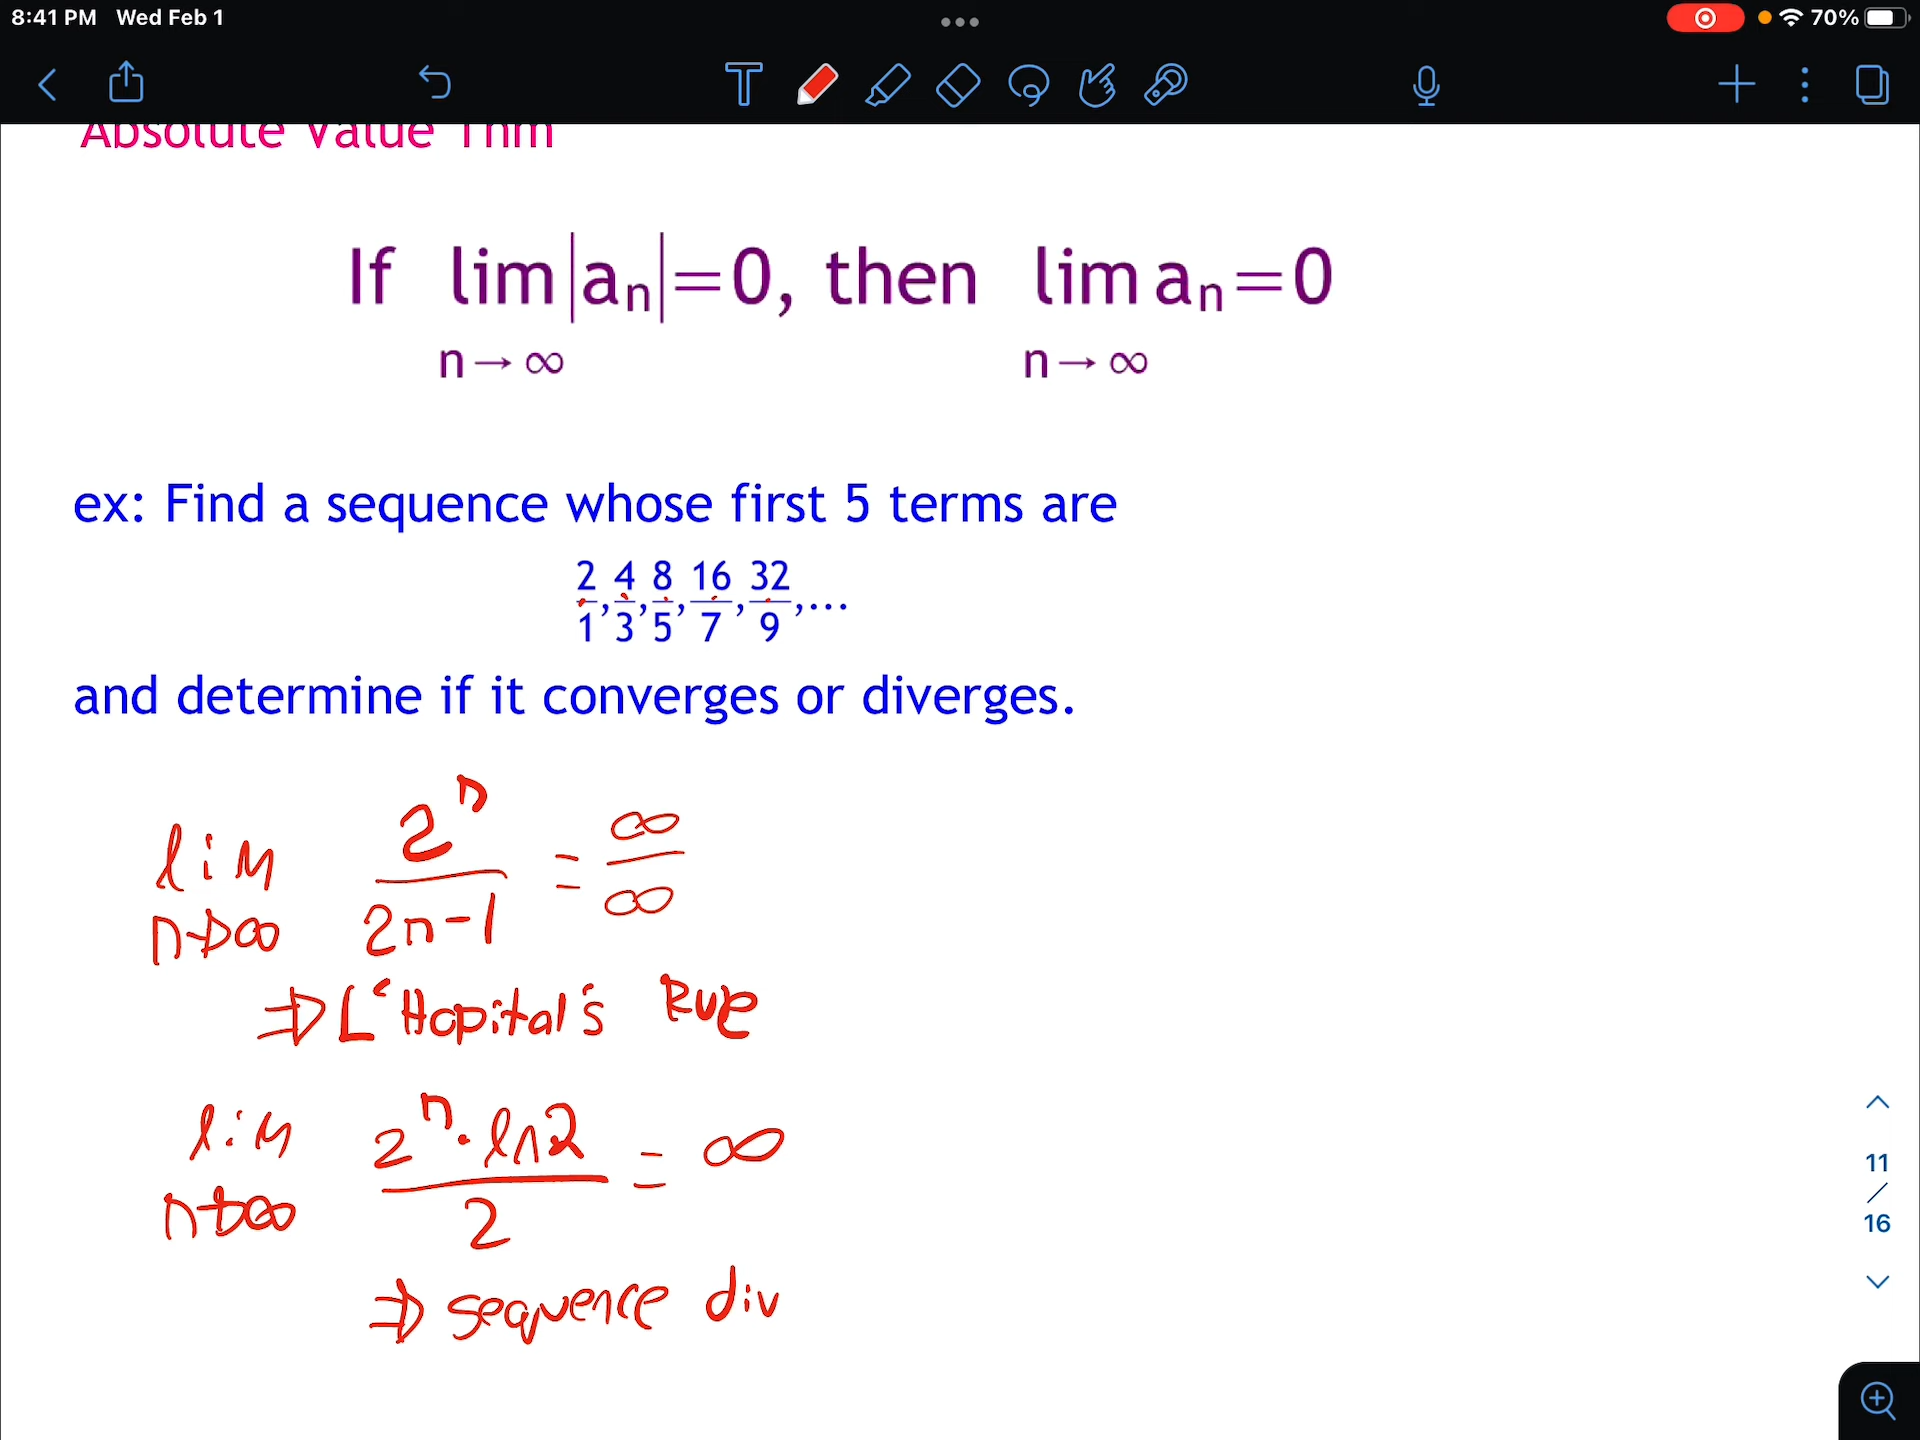 8:41 PM Wed Feb 1 70%
T
Absolute Value Thm
If lim |aₙ|=0, then lim aₙ=0
n→∞ n→∞
ex: Find a sequence whose first 5 terms are
2/1, 4/3, 8/5, 16/7, 32/9, ...
and determine if it converges or diverges.
lim 2ⁿ/(2n-1) = ∞/∞
n→∞
⇒ L'Hopital's Rule
lim 2ⁿ·ln2/2 = ∞
n→∞
⇒ sequence div
11
/
16